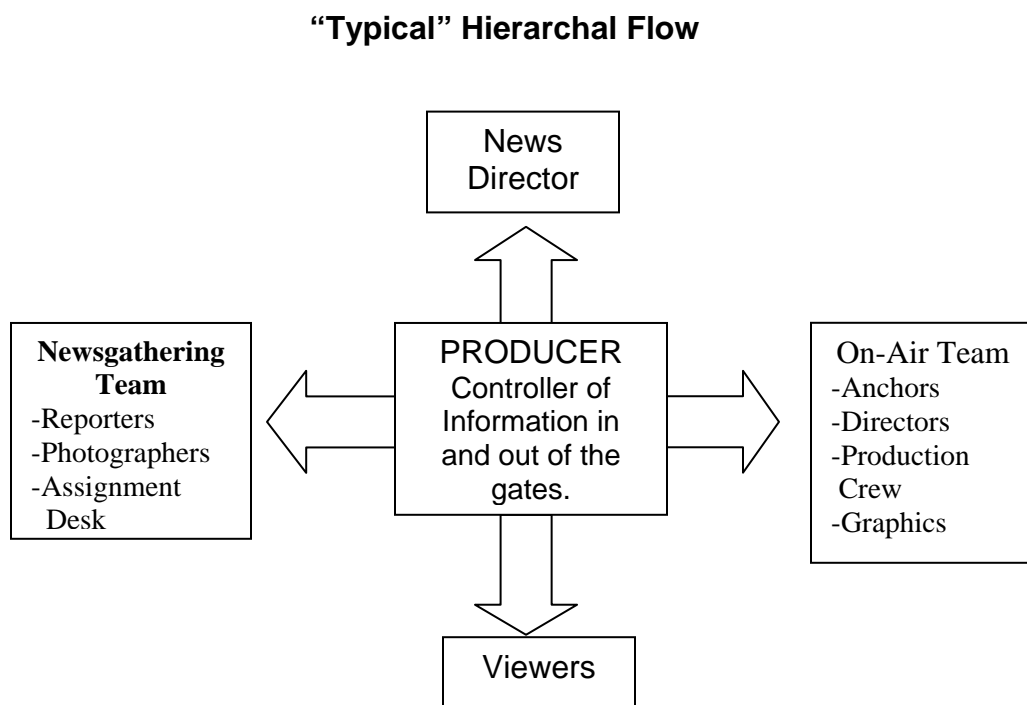 “Typical” Hierarchal Flow
News
Director
Newsgathering
Team
-Reporters
-Photographers
-Assignment
Desk
PRODUCER
Controller of
Information in
and out of the
gates.
On-Air Team
-Anchors
-Directors
-Production
Crew
-Graphics
Viewers